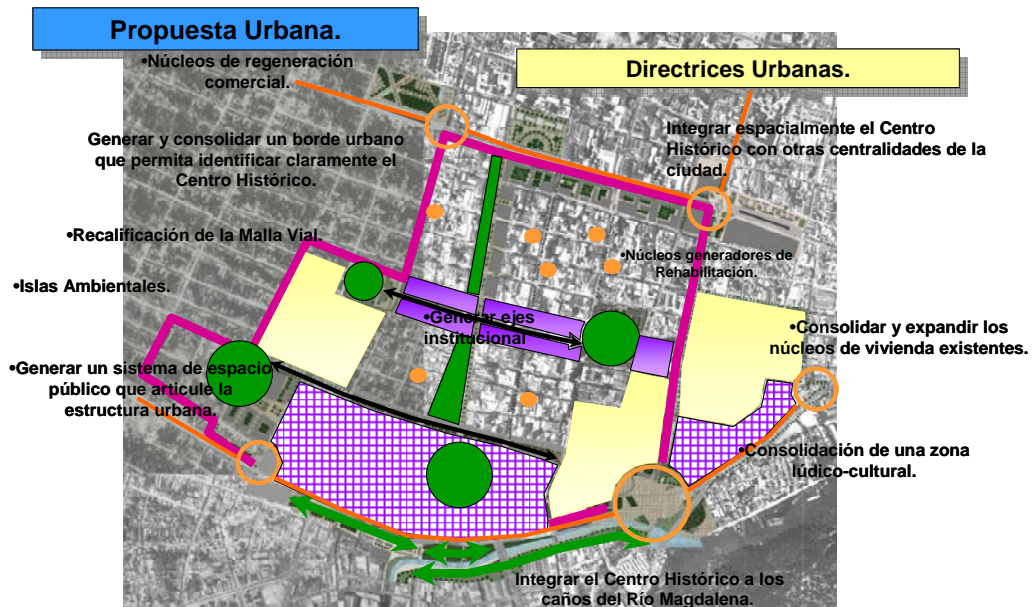 Propuesta Urbana.
Directrices Urbanas.
•Núcleos de regeneración
comercial.
Generar y consolidar un borde urbano
que permita identificar claramente el
Centro Histórico.
Integrar espacialmente el Centro
Histórico con otras centralidades de la
ciudad.
•Recalificación de la Malla Vial.
•Núcleos generadores de
Rehabilitación.
•Islas Ambientales.
•Generar ejes
institucional
•Consolidar y expandir los
núcleos de vivienda existentes.
•Generar un sistema de espacio
público que articule la
estructura urbana.
•Consolidación de una zona
lúdico-cultural.
Integrar el Centro Histórico a los
caños del Río Magdalena.